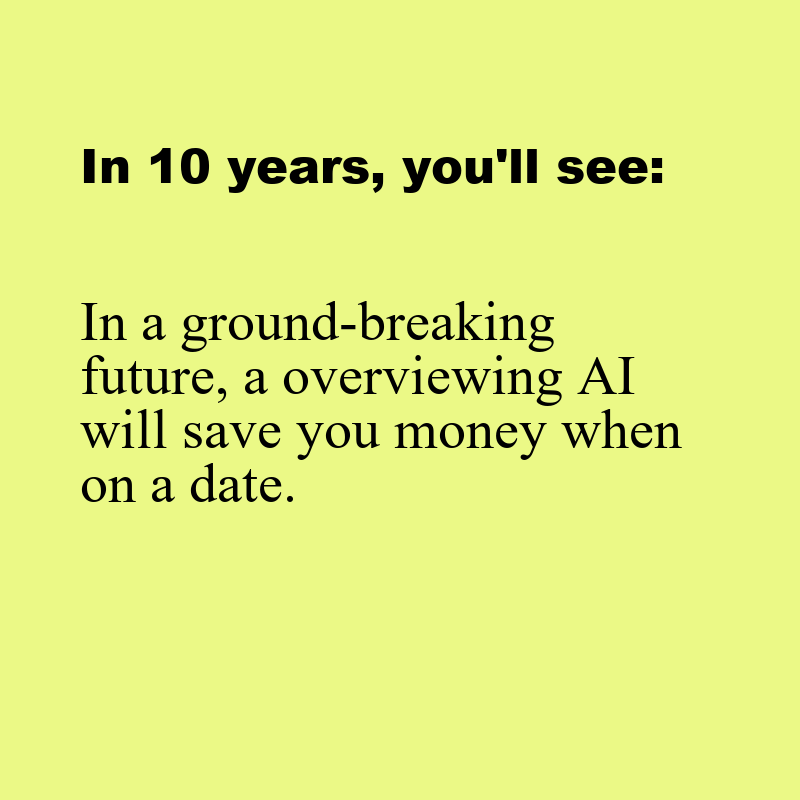 In 10 years, you'll see:
In a ground-breaking
future, a overviewing AI
will save you money when
on a date.